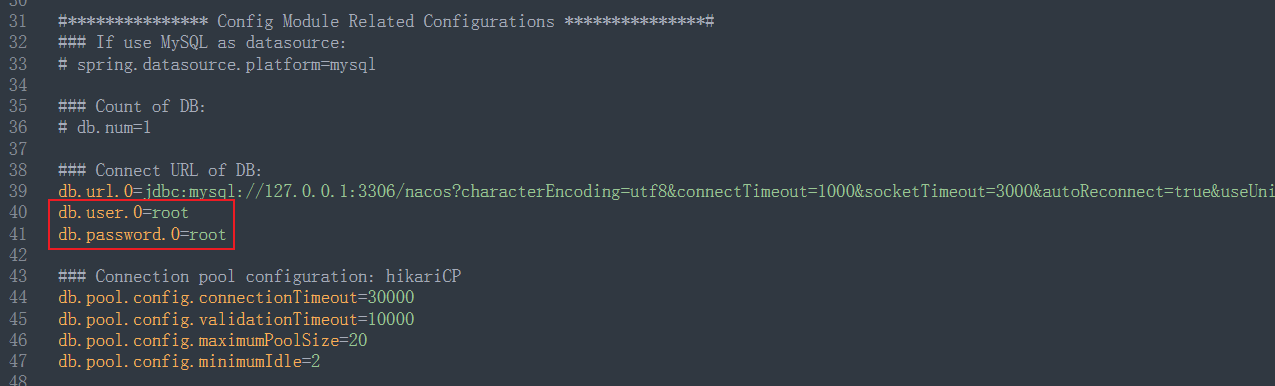 31 #*************** Config Module Related Configurations ***************#
32 ### If use MySQL as datasource:
33 # spring.datasource.platform=mysql
34
35 ### Count of DB:
36 # db.num=1
37
38 ### Connect URL of DB:
39 db.url.0=jdbc:mysql://127.0.0.1:3306/nacos?characterEncoding=utf8&connectTimeout=1000&socketTimeout=3000&autoReconnect=true&useUni
40 db.user.0=root
41 db.password.0=root
42
43 ### Connection pool configuration: hikariCP
44 db.pool.config.connectionTimeout=30000
45 db.pool.config.validationTimeout=10000
46 db.pool.config.maximumPoolSize=20
47 db.pool.config.minimumIdle=2
48